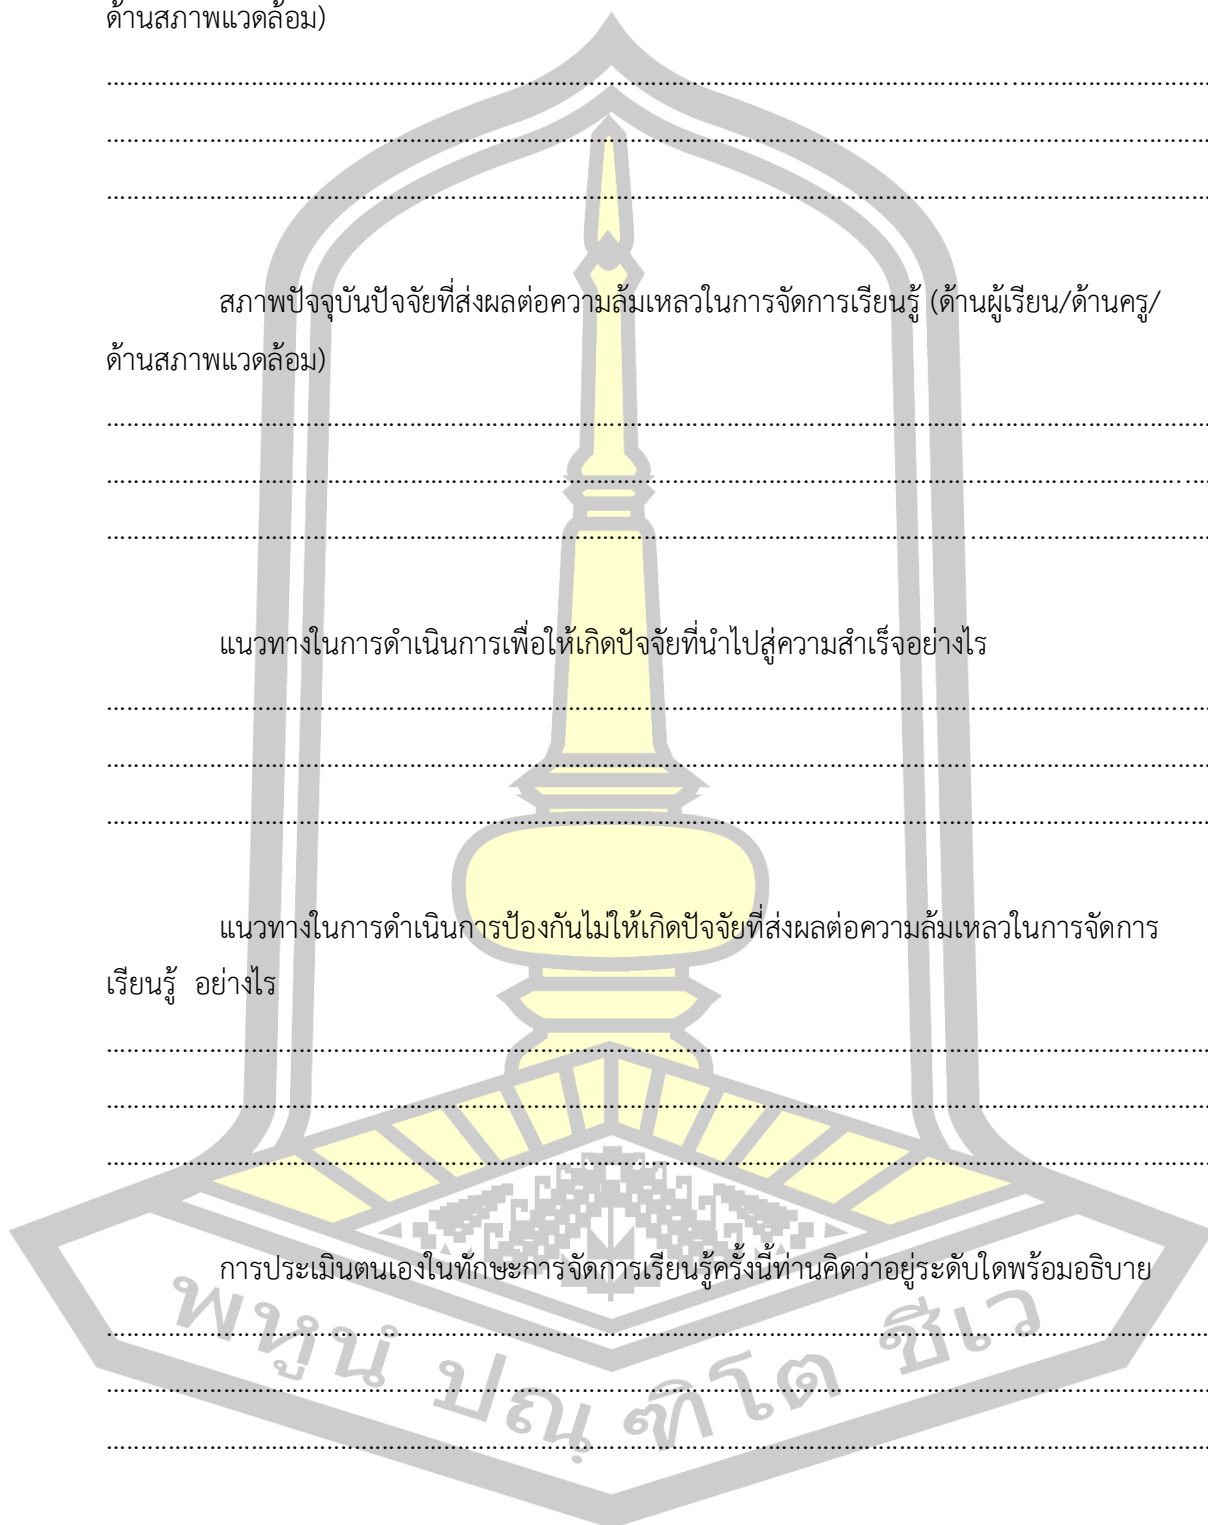 ด้านสภาพแวดล้อม)
................................................................................
................................................................................
................................................................................
สภาพปัจจุบันปัจจัยที่ส่งผลต่อความล้มเหลวในการจัดการเรียนรู้ (ด้านผู้เรียน/ด้านครู/
ด้านสภาพแวดล้อม)
................................................................................
................................................................................
................................................................................
แนวทางในการดำเนินการเพื่อให้เกิดปัจจัยที่นำไปสู่ความสำเร็จอย่างไร
................................................................................
................................................................................
................................................................................
แนวทางในการดำเนินการป้องกันไม่ให้เกิดปัจจัยที่ส่งผลต่อความล้มเหลวในการจัดการ
เรียนรู้ อย่างไร
................................................................................
................................................................................
................................................................................
การประเมินตนเองในทักษะการจัดการเรียนรู้ครั้งนี้ท่านคิดว่าอยู่ระดับใดพร้อมอธิบาย
................................................................................
................................................................................
................................................................................
พหูนํ ปณฺฑิโต ชีเว